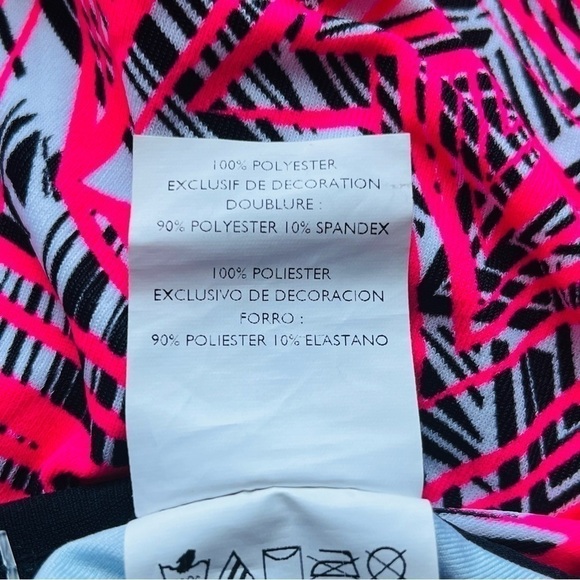 100% POLYESTER
EXCLUSIF DE DECORATION
DOUBLURE :
90% POLYESTER 10% SPANDEX
100% POLIESTER
EXCLUSIVO DE DECORACION
FORRO :
90% POLIESTER 10% ELASTANO